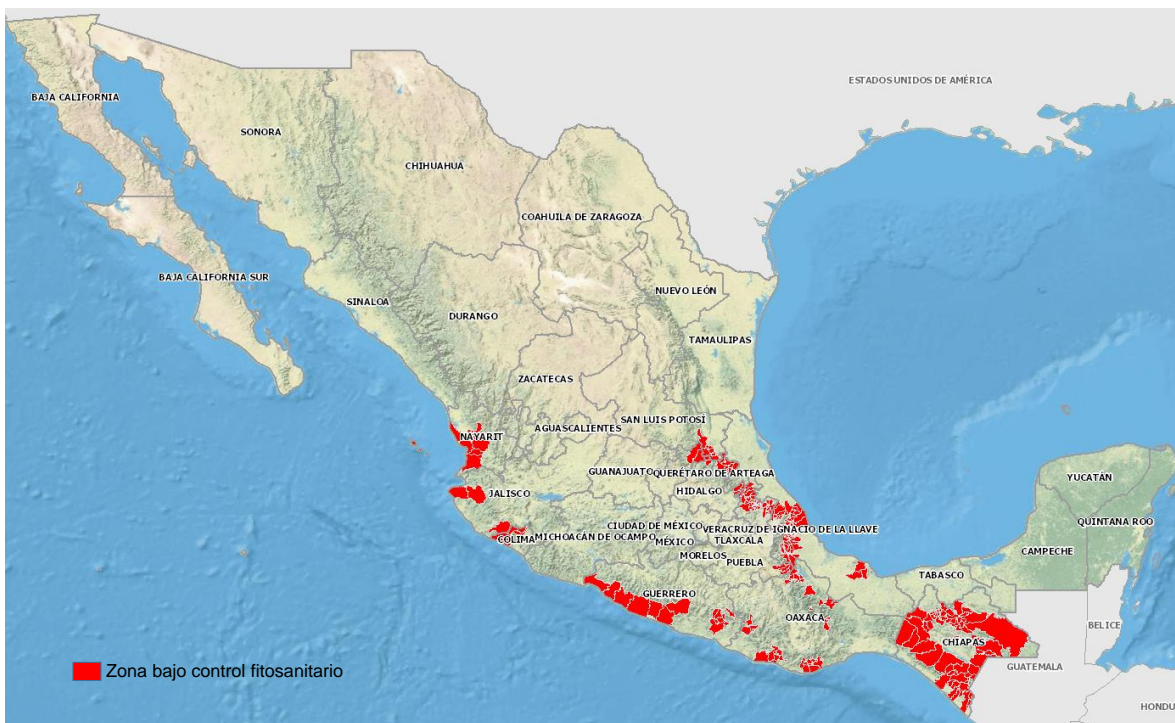 ESTADOS UNIDOS DE AMÉRICA
BAJA CALIFORNIA
SONORA
CHIHUAHUA
COAHUILA DE ZARAGOZA
BAJA CALIFORNIA SUR
NUEVO LEÓN
SINALOA
DURANGO
TAMAULIPAS
ZACATECAS
SAN LUIS POTOSÍ
AGUASCALIENTES
NAYARIT
GUANAJUATO
QUERÉTARO DE ARTEAGA
YUCATÁN
HIDALGO
JALISCO
QUINTANA ROO
CIUDAD DE MÉXICO
VERACRUZ DE IGNACIO DE LA LLAVE
COLIMA
MICHOACÁN DE OCAMPO
MÉXICO
TLAXCALA
CAMPECHE
MORELOS
PUEBLA
TABASCO
GUERRERO
OAXACA
BELICE
CHIAPAS
GUATEMALA
Zona bajo control fitosanitario
HONDU